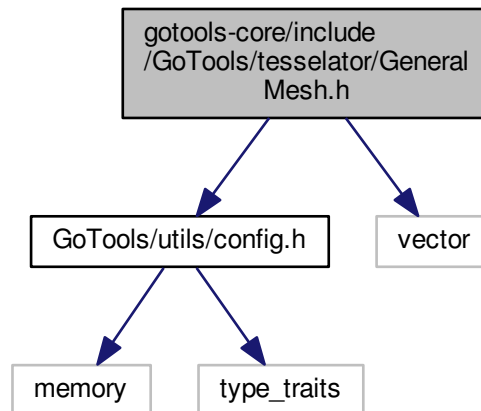 gotools-core/include
/GoTools/tesselator/General
Mesh.h
GoTools/utils/config.h
vector
memory
type_traits